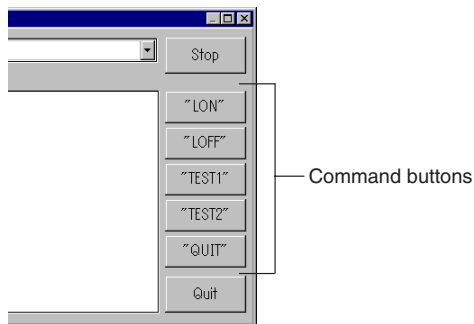 Stop
"LON"
"LOFF"
"TEST1"
Command buttons
"TEST2"
"QUIT"
Quit